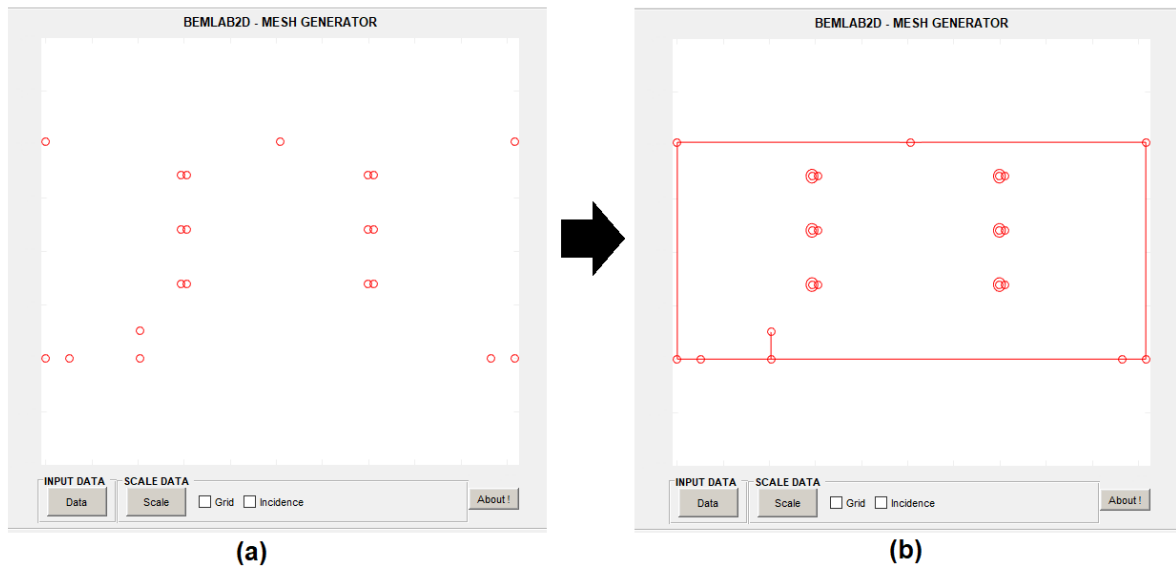 BEMLAB2D - MESH GENERATOR
INPUT DATA
Data
SCALE DATA
Scale
Grid
Incidence
About !
(a)
BEMLAB2D - MESH GENERATOR
INPUT DATA
Data
SCALE DATA
Scale
Grid
Incidence
About !
(b)